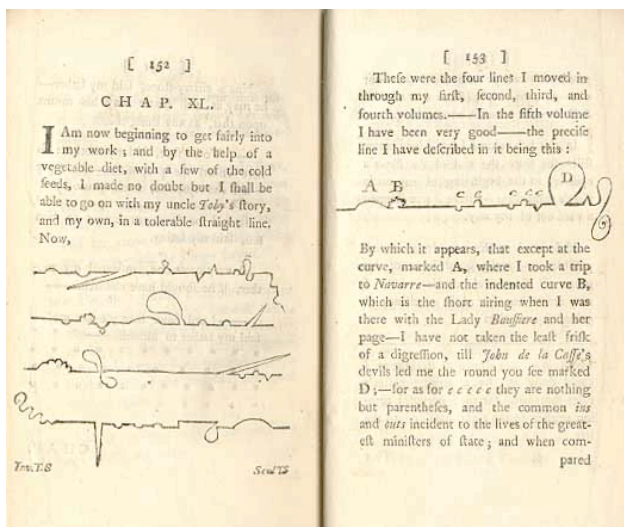 [ 152 ]
CHAP. XL.
I Am now beginning to get fairly into
my work; and by the help of a
vegetable diet, with a few of the cold
ſeeds, I made no doubt but I ſhall be
able to go on with my uncle Toby's ſtory,
and my own, in a tolerable ſtraight line.
Now,
Inv.T.S
Scul.T.S
[ 153 ]
Theſe were the four lines I moved in
through my firſt, ſecond, third, and
fourth volumes.——In the fifth volume
I have been very good——the preciſe
line I have deſcribed in it being this :
A B c c c c c D
By which it appears, that except at the
curve, marked A, where I took a trip
to Navarre—and the indented curve B,
which is the ſhort airing when I was
there with the Lady Bauſſiere and her
page—I have not taken the leaſt friſk
of a digreſſion, till John de la Caſſe's
devils led me the round you ſee marked
D;—for as for c c c c c they are nothing
but parentheſes, and the common ins
and outs incident to the lives of the great-
eſt miniſters of ſtate; and when com-
pared